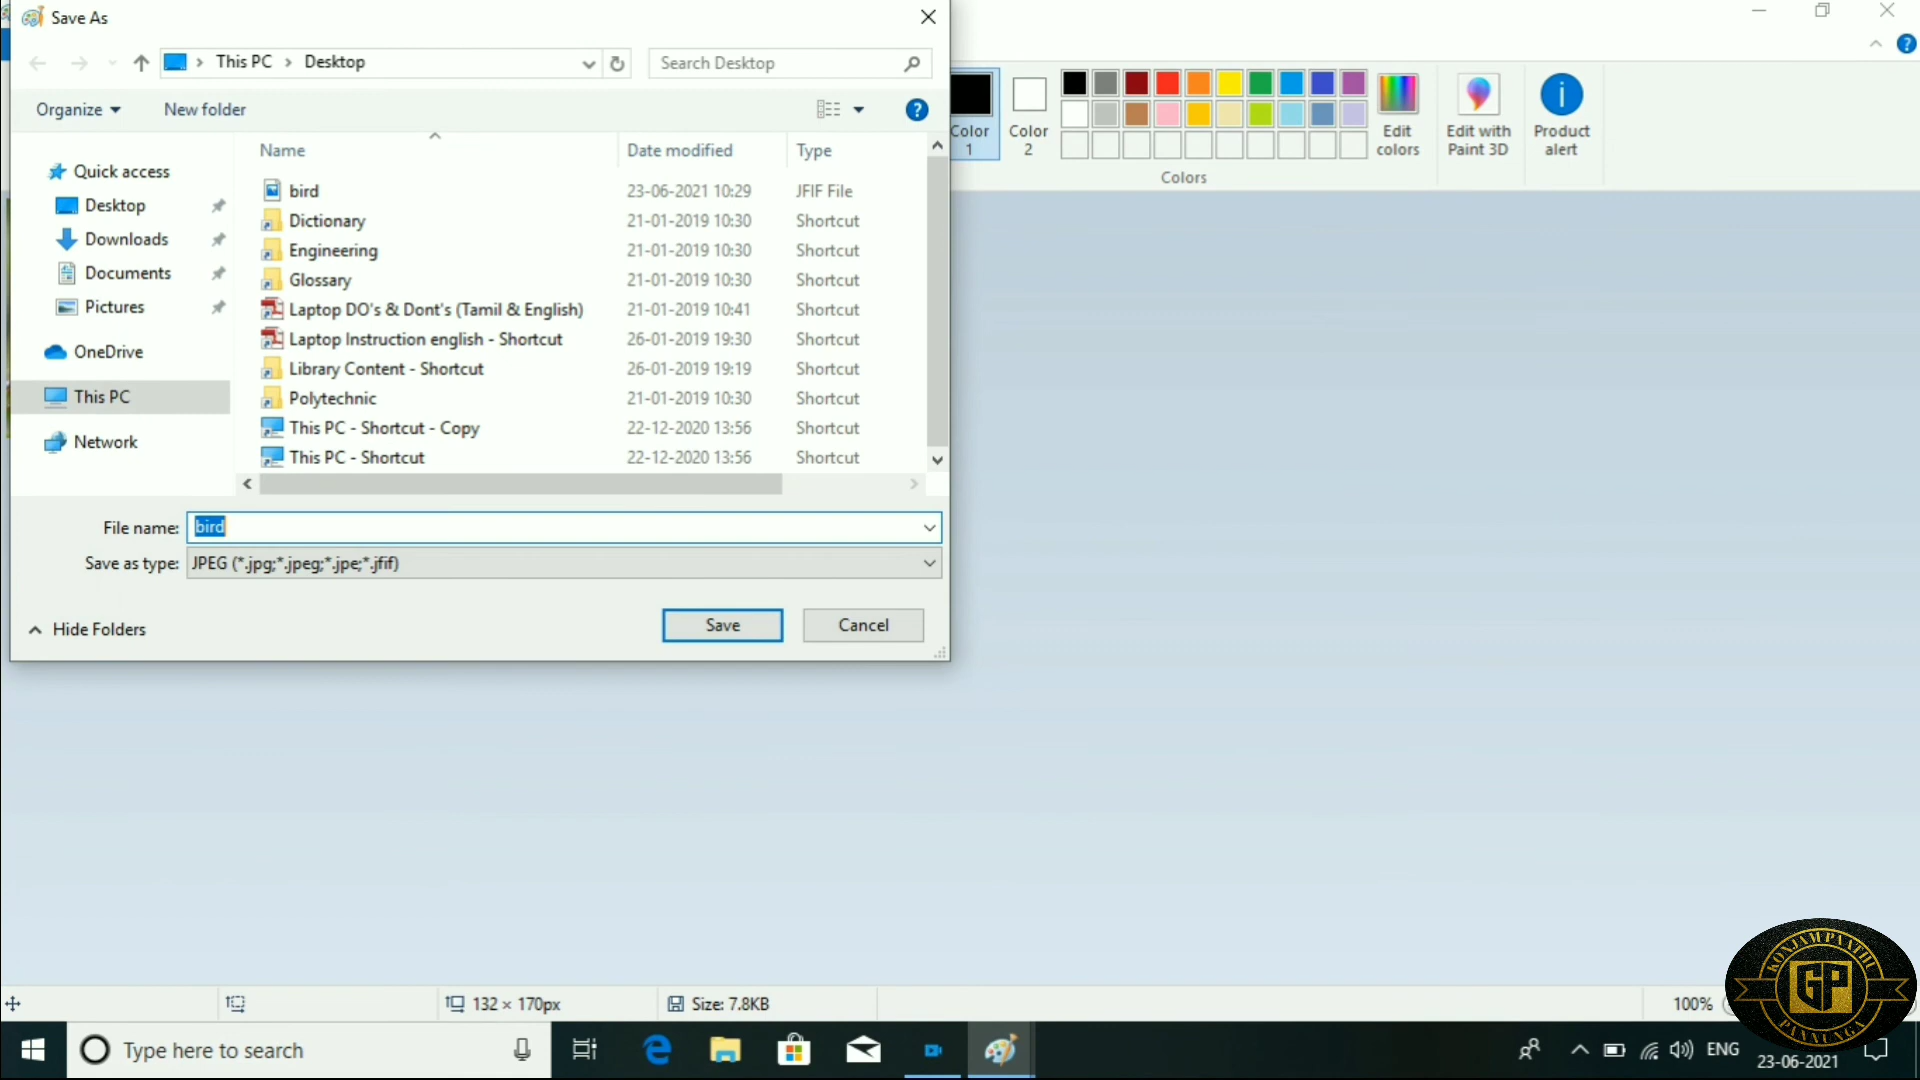 Save As
This PC > Desktop
Search Desktop
Organize
New folder
Name
Date modified
Type
Quick access
Desktop
Downloads
Documents
Pictures
OneDrive
This PC
Network
bird 23-06-2021 10:29 JFIF File
Dictionary 21-01-2019 10:30 Shortcut
Engineering 21-01-2019 10:30 Shortcut
Glossary 21-01-2019 10:30 Shortcut
Laptop DO's & Dont's (Tamil & English) 21-01-2019 10:41 Shortcut
Laptop Instruction english - Shortcut 26-01-2019 19:30 Shortcut
Library Content - Shortcut 26-01-2019 19:19 Shortcut
Polytechnic 21-01-2019 10:30 Shortcut
This PC - Shortcut - Copy 22-12-2020 13:56 Shortcut
This PC - Shortcut 22-12-2020 13:56 Shortcut
File name: bird
Save as type: JPEG (*.jpg;*.jpeg;*.jpe;*.jfif)
Hide Folders
Save
Cancel
Color
1
Color
2
Edit
colors
Edit with
Paint 3D
Product
alert
Colors
132 × 170px
Size: 7.8KB
100%
KONJAM PAATHU
GP
PANNUNGA
Type here to search
ENG
23-06-2021